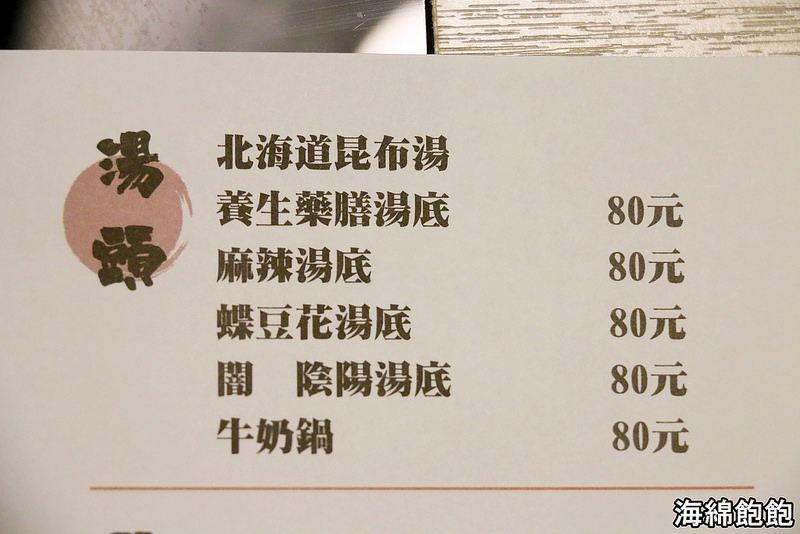 湯頭
北海道昆布湯
養生藥膳湯底 80元
麻辣湯底 80元
蝶豆花湯底 80元
闇　陰陽湯底 80元
牛奶鍋 80元
海綿飽飽